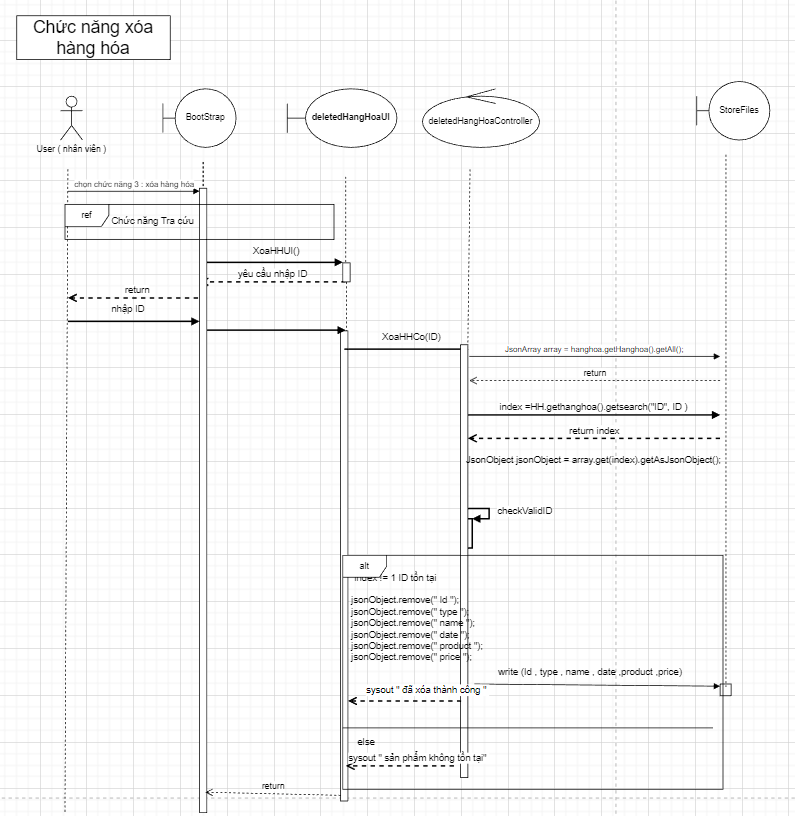 Chức năng xóa
hàng hóa
BootStrap
deletedHangHoaUI
deletedHangHoaController
StoreFiles
User ( nhân viên )
chọn chức năng 3 : xóa hàng hóa
ref
Chức năng Tra cứu
XoaHHUI()
yêu cầu nhập ID
return
nhập ID
XoaHHCo(ID)
JsonArray array = hanghoa.getHanghoa().getAll();
return
index =HH.gethanghoa().getsearch("ID", ID )
return index
JsonObject jsonObject = array.get(index).getAsJsonObject();
checkValidID
alt
index != 1 ID tồn tại
jsonObject.remove(" Id ");
jsonObject.remove(" type ");
jsonObject.remove(" name ");
jsonObject.remove(" date ");
jsonObject.remove(" product ");
jsonObject.remove(" price ");
write (Id , type , name , date ,product ,price)
sysout " đã xóa thành công "
else
sysout " sản phẩm không tồn tại"
return